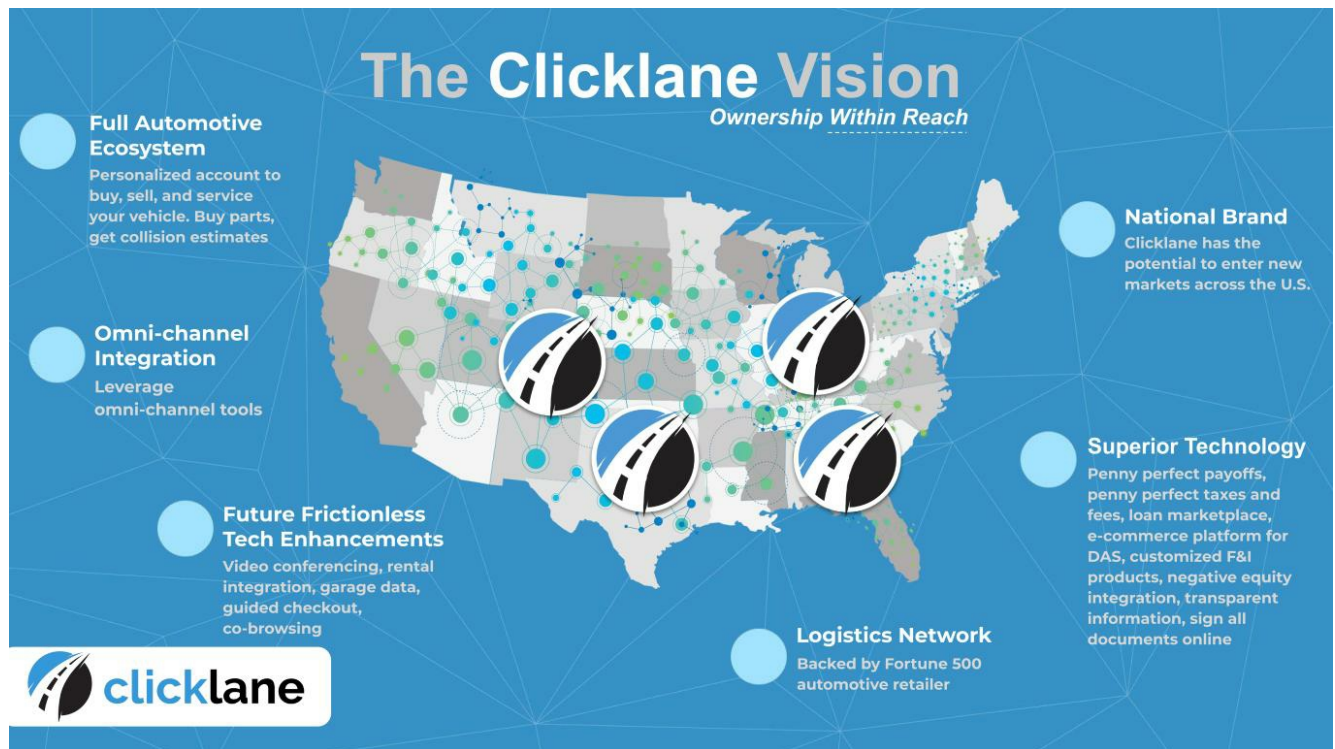 The Clicklane Vision
Ownership Within Reach
Full Automotive
Ecosystem
Personalized account to
buy, sell, and service
your vehicle. Buy parts,
get collision estimates
Omni-channel
Integration
Leverage
omni-channel tools
Future Frictionless
Tech Enhancements
Video conferencing, rental
integration, garage data,
guided checkout,
co-browsing
National Brand
Clicklane has the
potential to enter new
markets across the U.S.
Superior Technology
Penny perfect payoffs,
penny perfect taxes and
fees, loan marketplace,
e-commerce platform for
DAS, customized F&I
products, negative equity
integration, transparent
information, sign all
documents online
Logistics Network
Backed by Fortune 500
automotive retailer
clicklane